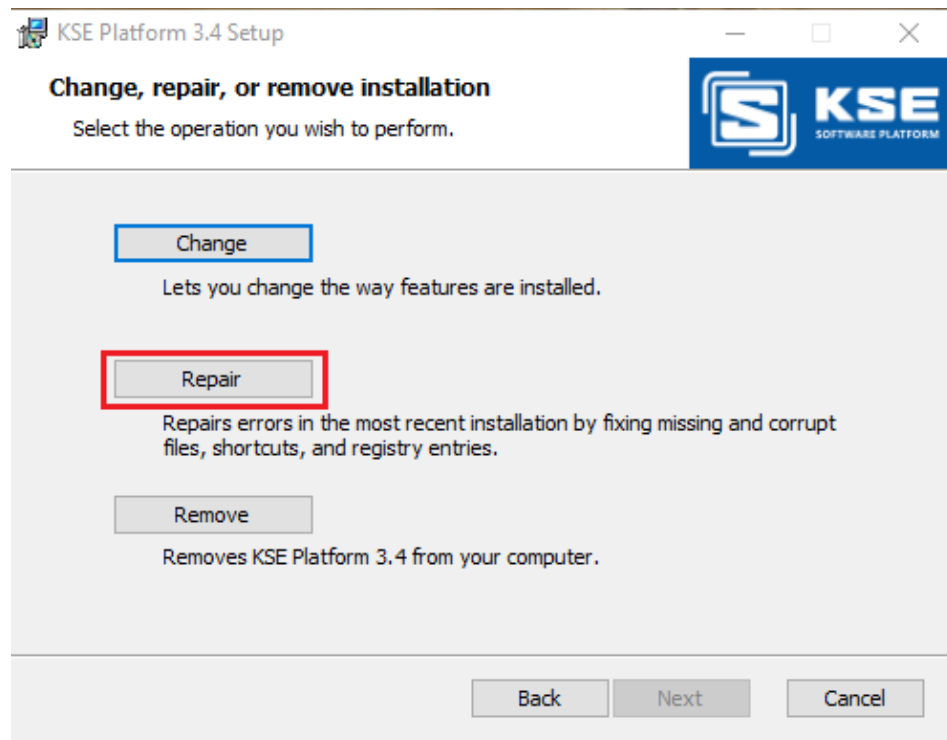 KSE Platform 3.4 Setup
Change, repair, or remove installation
Select the operation you wish to perform.
S KSE
SOFTWARE PLATFORM
Change
Lets you change the way features are installed.
Repair
Repairs errors in the most recent installation by fixing missing and corrupt
files, shortcuts, and registry entries.
Remove
Removes KSE Platform 3.4 from your computer.
Back Next Cancel